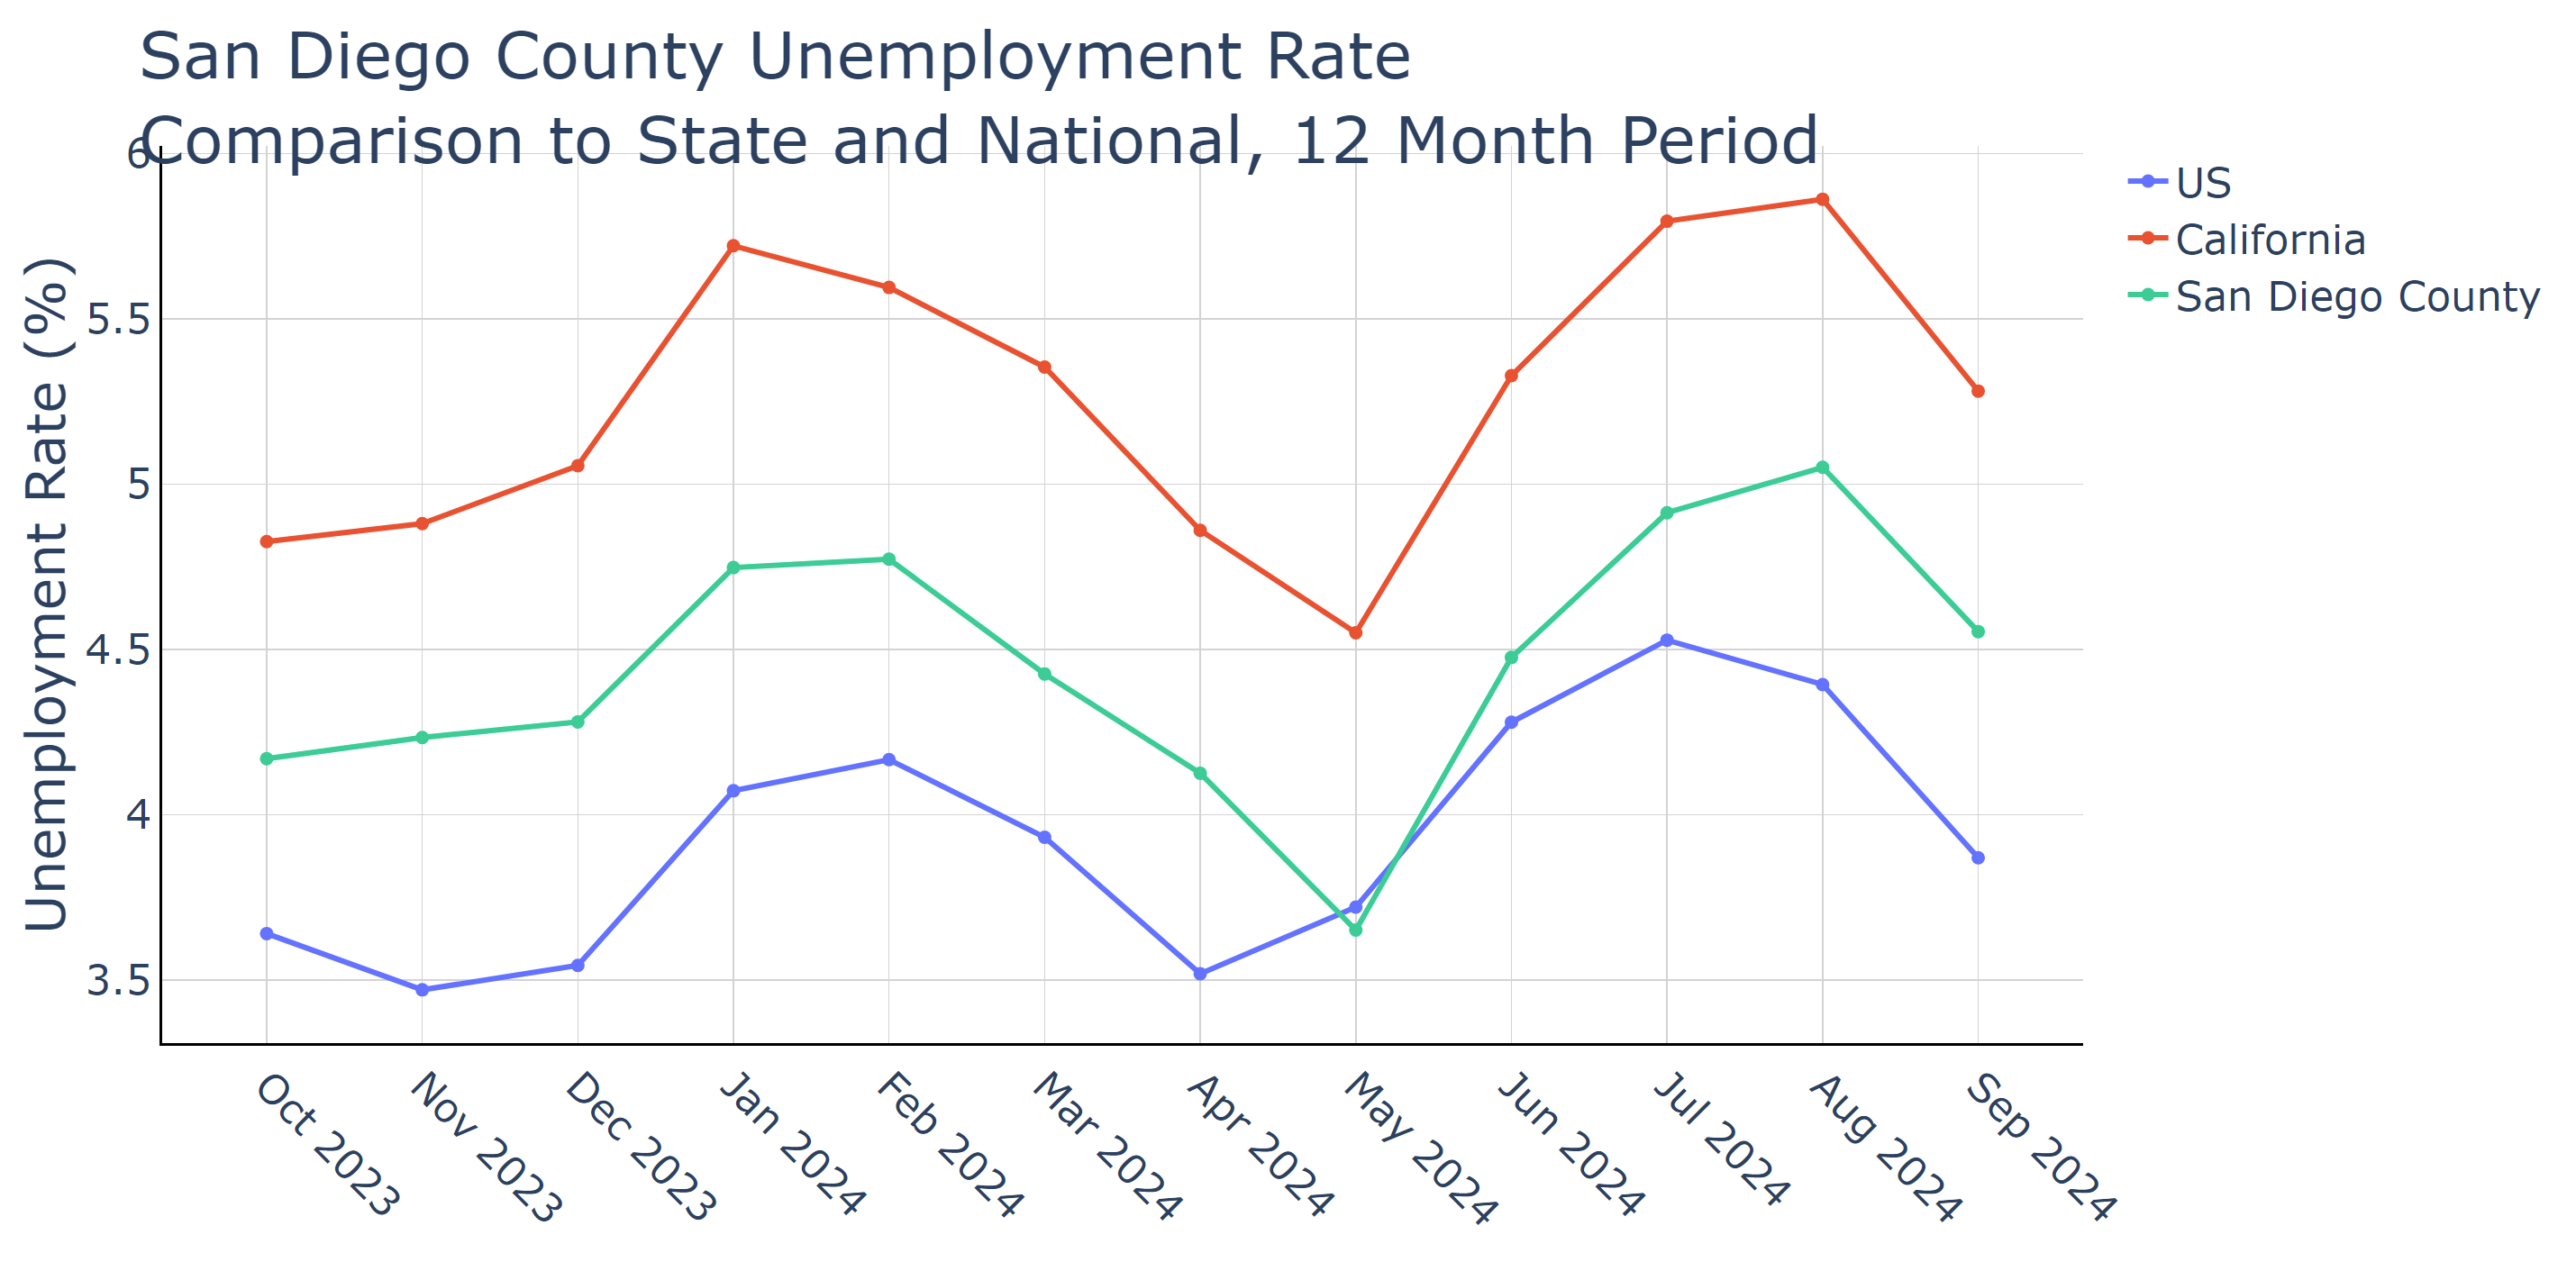 San Diego County Unemployment Rate
Comparison to State and National, 12 Month Period
Unemployment Rate (%)
6
5.5
5
4.5
4
3.5
Oct 2023
Nov 2023
Dec 2023
Jan 2024
Feb 2024
Mar 2024
Apr 2024
May 2024
Jun 2024
Jul 2024
Aug 2024
Sep 2024
US
California
San Diego County